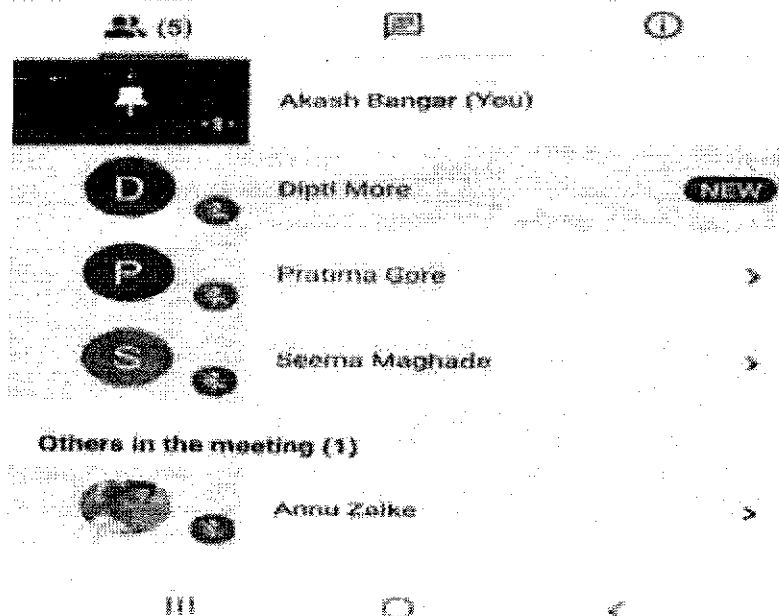 (5)
Akash Bangar (You)
D
Dipti More
NEW
P
Pratima Gore
S
Seema Maghade
Others in the meeting (1)
Annu Zalke